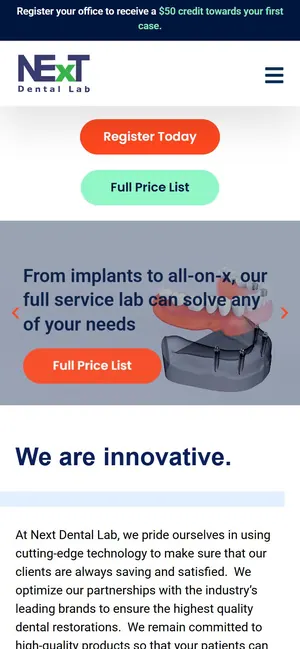 Register your office to receive a $50 credit towards your first
case.
NExT
Dental Lab
Register Today
Full Price List
From implants to all-on-x, our
full service lab can solve any
of your needs
Full Price List
We are innovative.
At Next Dental Lab, we pride ourselves in using
cutting-edge technology to make sure that our
clients are always saving and satisfied.  We
optimize our partnerships with the industry’s
leading brands to ensure the highest quality
dental restorations.  We remain committed to
high-quality products so that your patients can